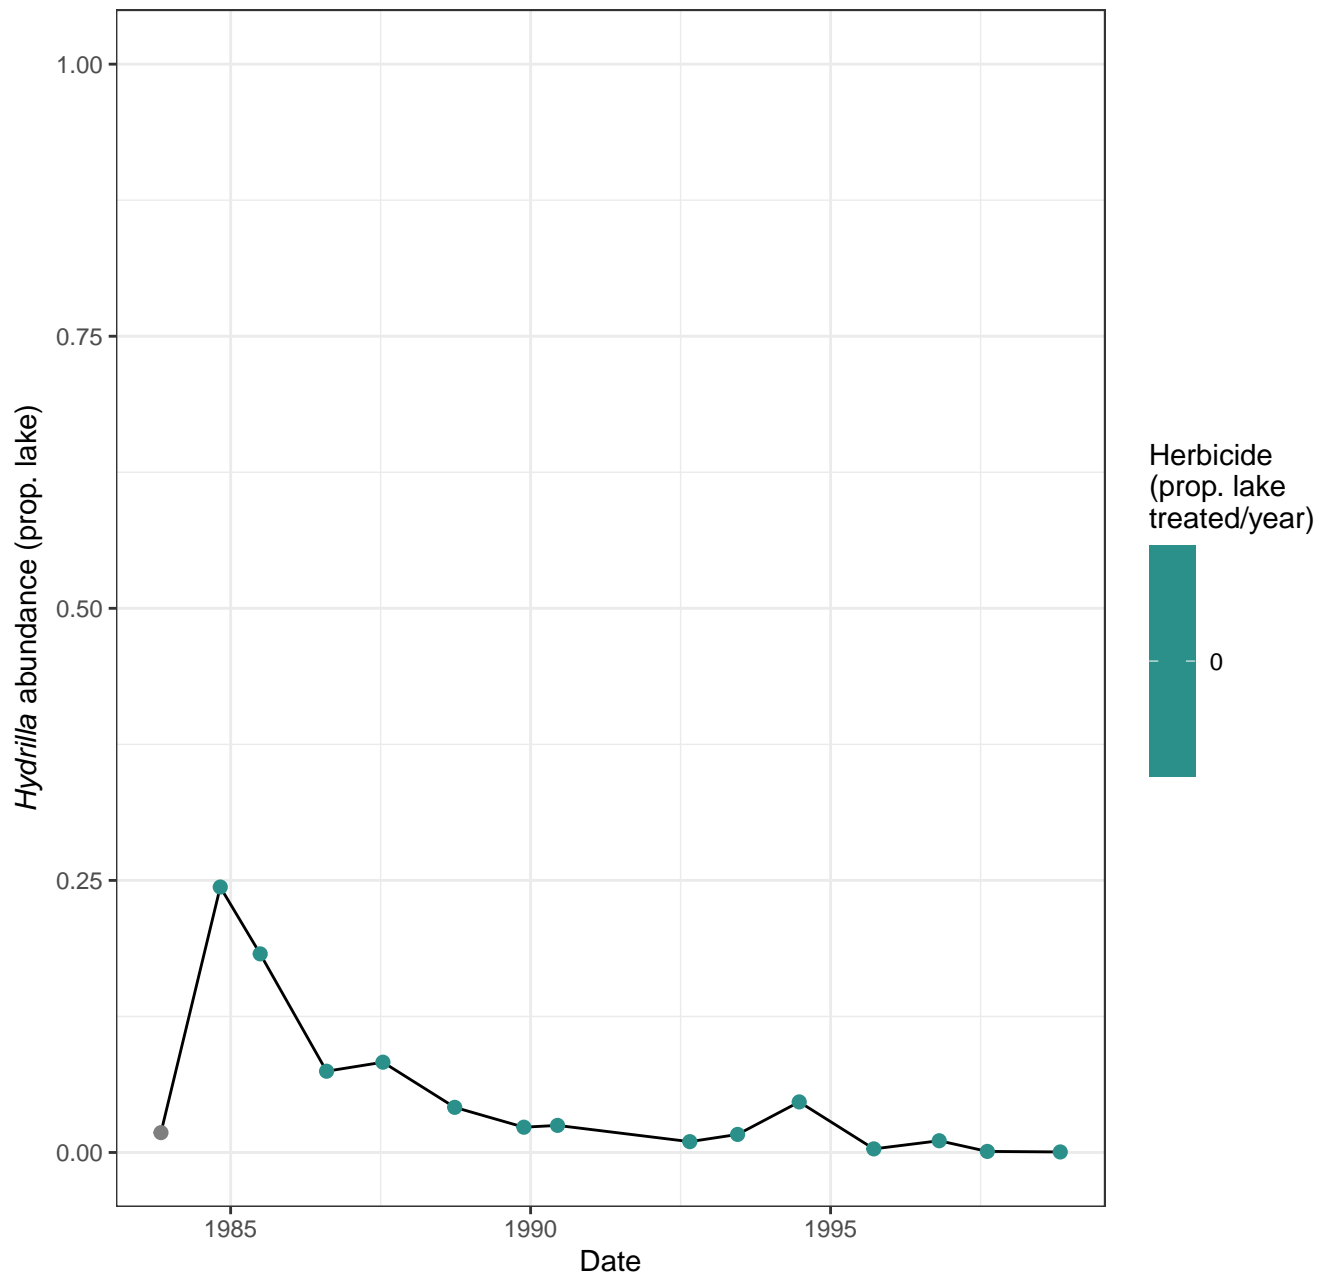 1.00
0.75
0.50
0.25
0.00
Hydrilla abundance (prop. lake)
1985
1990
1995
Date
Herbicide
(prop. lake
treated/year)
0